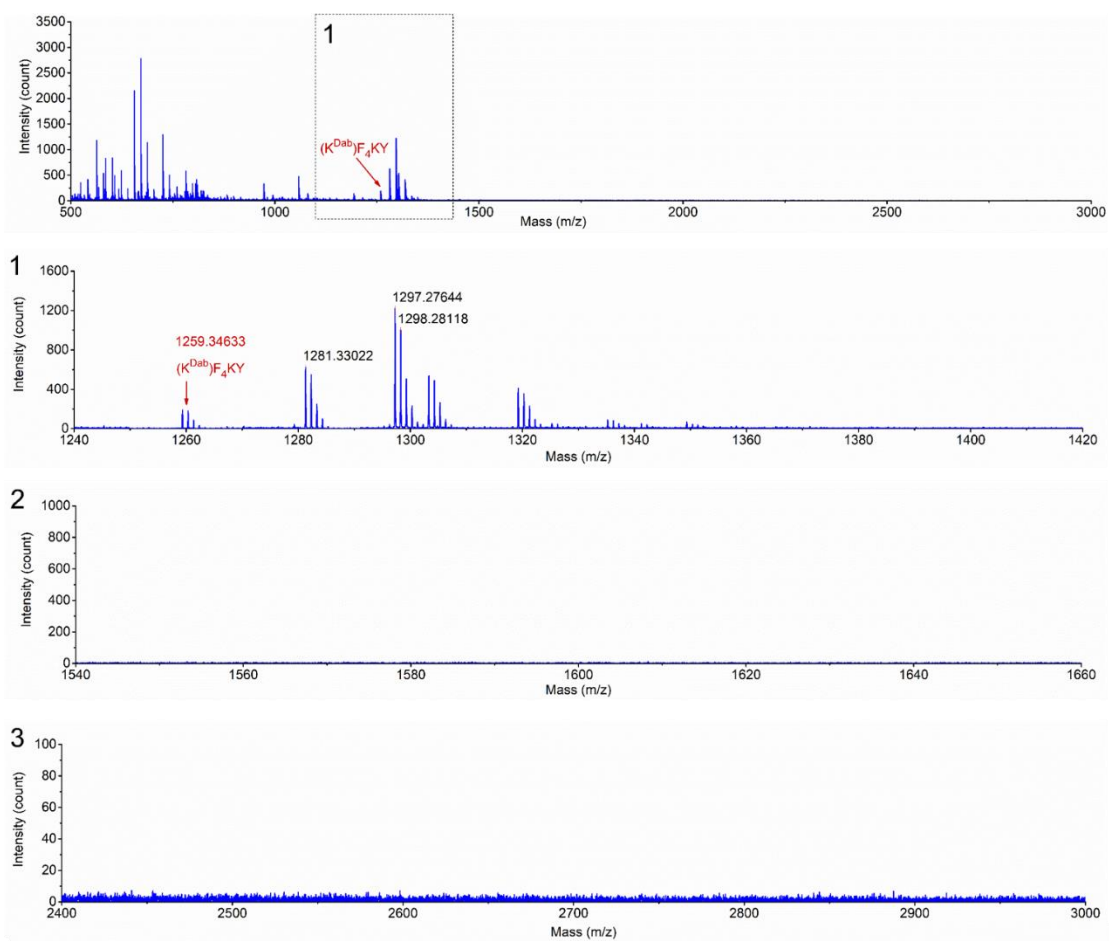 3500
3000
2500
2000
1500
1000
500
0
Intensity (count)
1
(K^Dab)F₄KY
500 1000 1500 2000 2500 3000
Mass (m/z)
1
1600
1200
800
400
0
Intensity (count)
1297.27644
1298.28118
1259.34633
1281.33022
(K^Dab)F₄KY
1240 1260 1280 1300 1320 1340 1360 1380 1400 1420
Mass (m/z)
2
1000
800
600
400
200
0
Intensity (count)
1540 1560 1580 1600 1620 1640 1660
Mass (m/z)
3
100
80
60
40
20
0
Intensity (count)
2400 2500 2600 2700 2800 2900 3000
Mass (m/z)